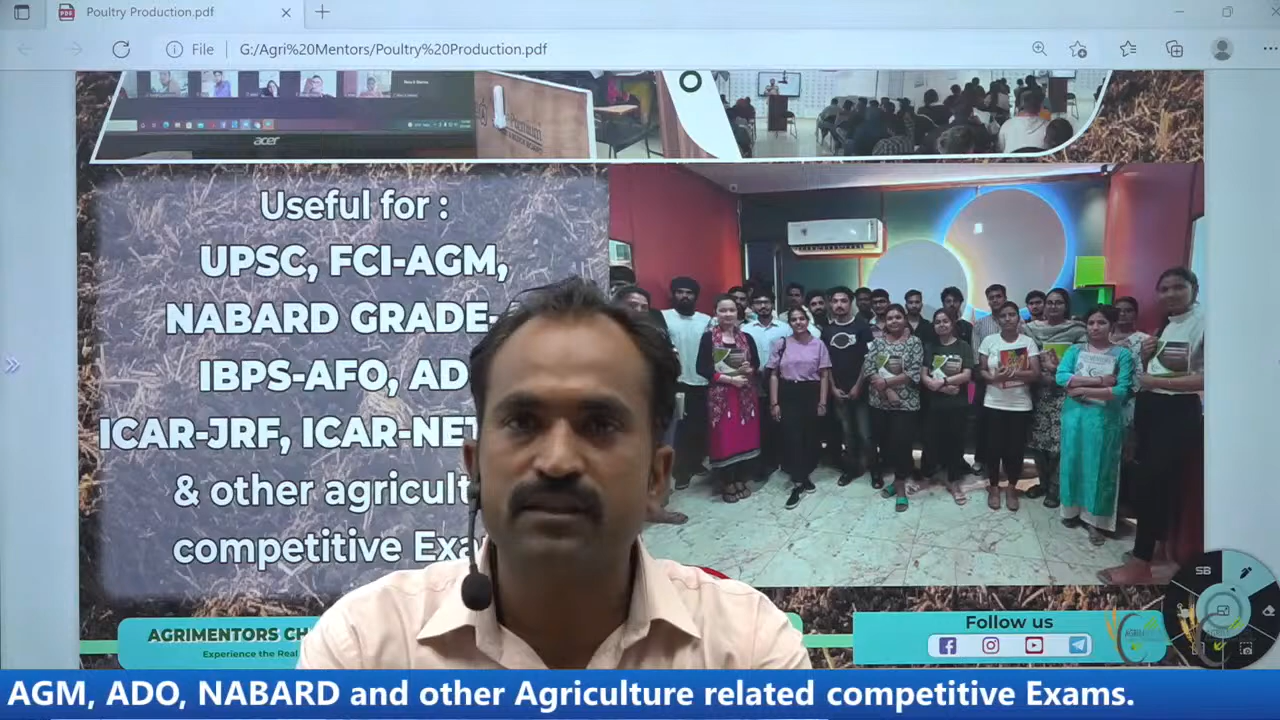 Poultry Production.pdf
File
G:/Agri%20Mentors/Poultry%20Production.pdf
acer
Useful for :
UPSC, FCI-AGM,
NABARD GRADE-
IBPS-AFO, AD
ICAR-JRF, ICAR-NET
& other agricult
competitive Exa
AGRIMENTORS CH
Experience the Real
Follow us
SB
AGM, ADO, NABARD and other Agriculture related competitive Exams.